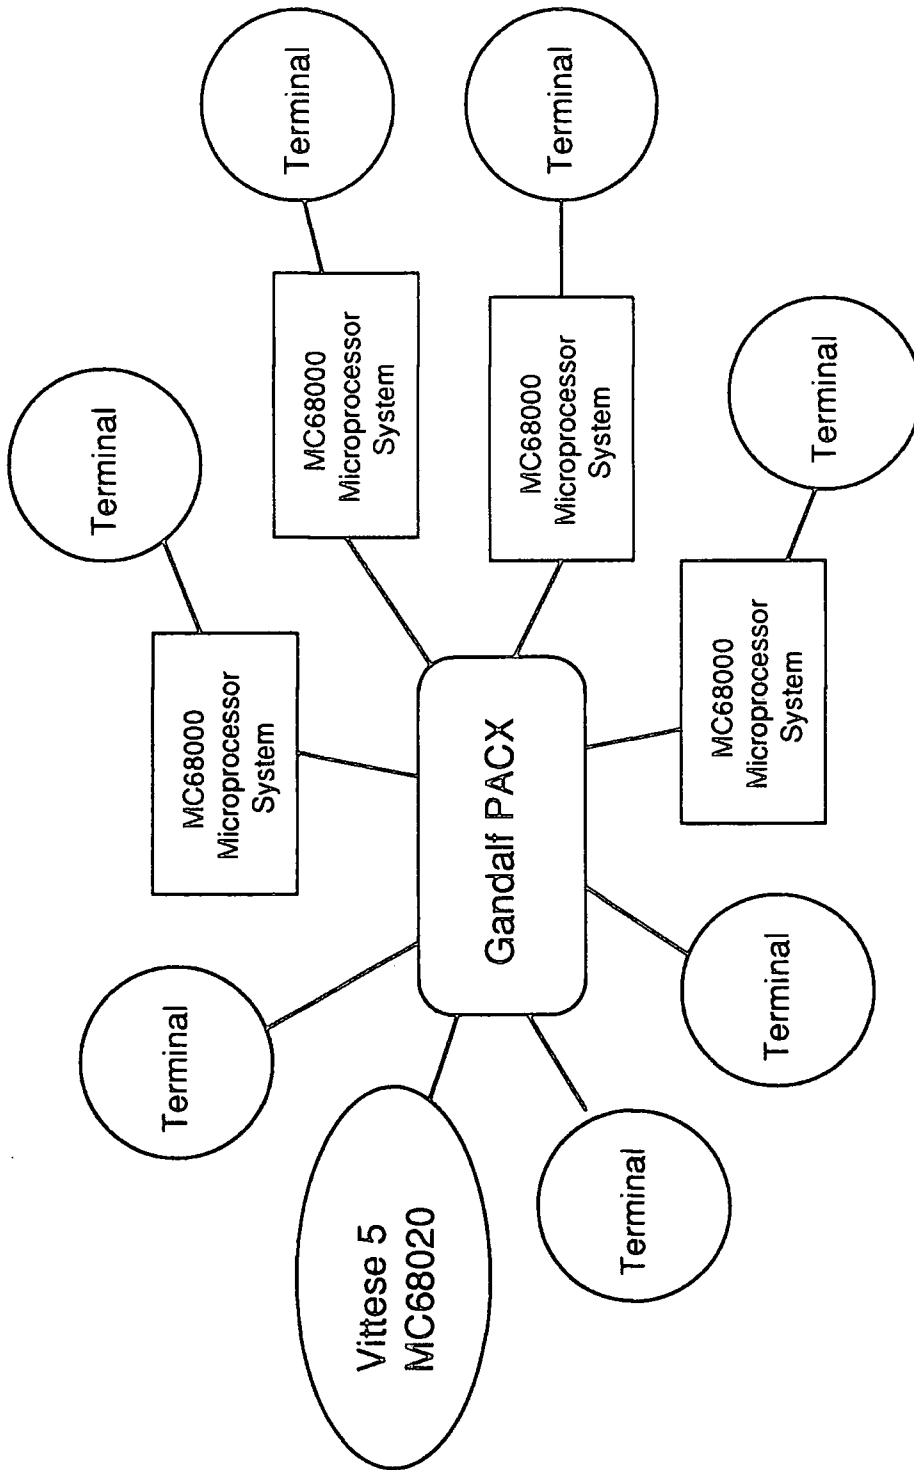 Terminal
Terminal
MC68000
Microprocessor
System
Terminal
MC68000
Microprocessor
System
Terminal
Vittese 5
MC68020
Gandalf PACX
MC68000
Microprocessor
System
Terminal
Terminal
Terminal
MC68000
Microprocessor
System